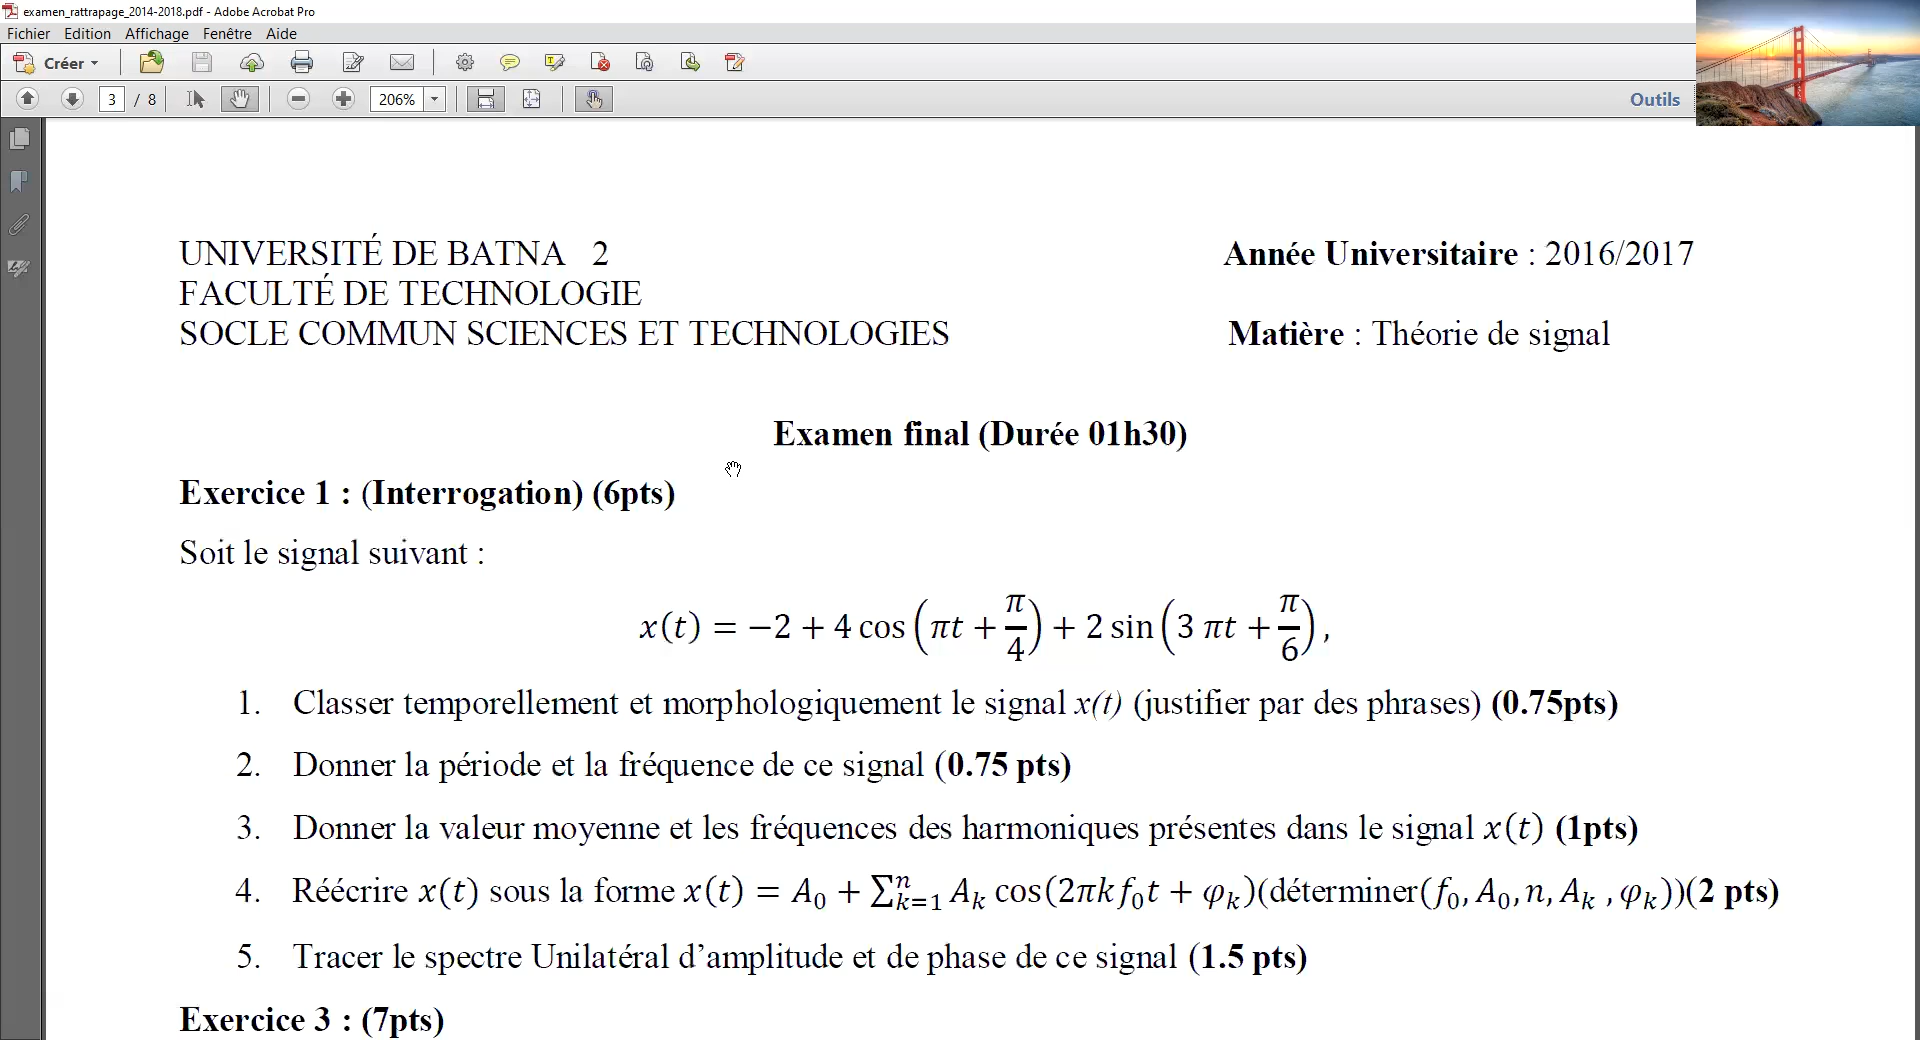 examen_rattrapage_2014-2018.pdf - Adobe Acrobat Pro
Fichier Edition Affichage Fenêtre Aide
Créer
3 / 8 206% Outils
UNIVERSITÉ DE BATNA 2 Année Universitaire : 2016/2017
FACULTÉ DE TECHNOLOGIE
SOCLE COMMUN SCIENCES ET TECHNOLOGIES Matière : Théorie de signal
Examen final (Durée 01h30)
Exercice 1 : (Interrogation) (6pts)
Soit le signal suivant :
x(t) = −2 + 4 cos(πt + π/4) + 2 sin(3 πt + π/6),
1. Classer temporellement et morphologiquement le signal x(t) (justifier par des phrases) (0.75pts)
2. Donner la période et la fréquence de ce signal (0.75 pts)
3. Donner la valeur moyenne et les fréquences des harmoniques présentes dans le signal x(t) (1pts)
4. Réécrire x(t) sous la forme x(t) = A₀ + ∑ₖ₌₁ⁿ Aₖ cos(2πkf₀t + φₖ)(déterminer(f₀, A₀, n, Aₖ , φₖ))(2 pts)
5. Tracer le spectre Unilatéral d’amplitude et de phase de ce signal (1.5 pts)
Exercice 3 : (7pts)